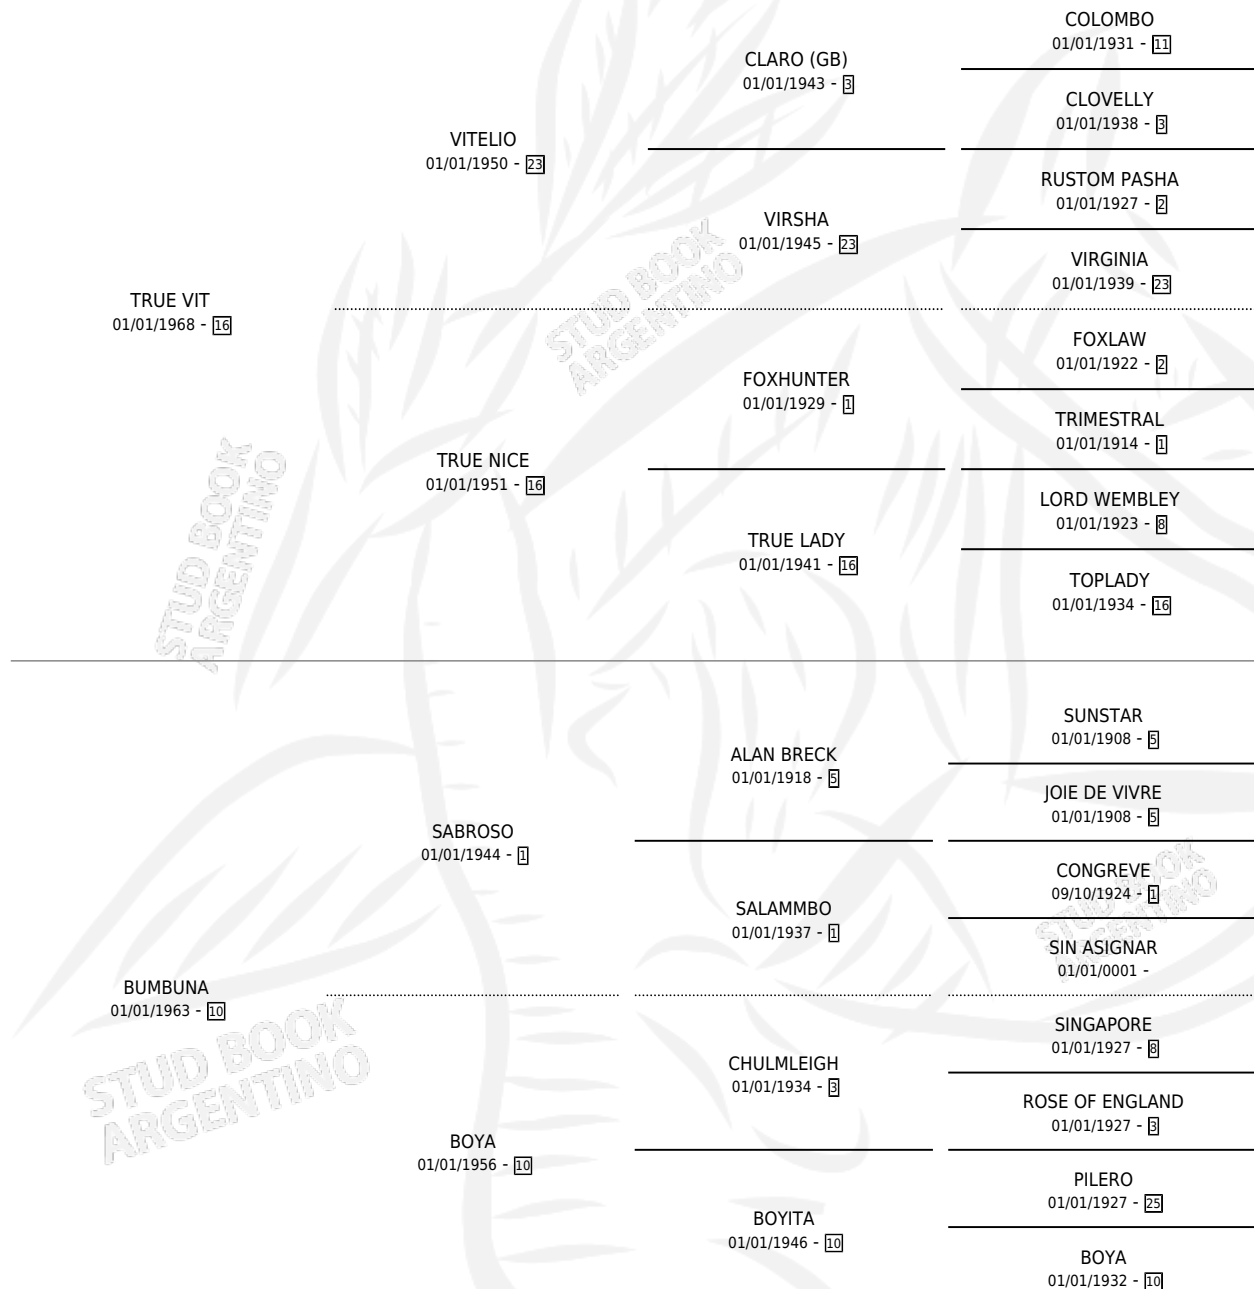 COLOMBO
01/01/1931 - 11
CLARO (GB)
01/01/1943 - 3
CLOVELLY
01/01/1938 - 3
VITELIO
01/01/1950 - 23
RUSTOM PASHA
01/01/1927 - 2
VIRSHA
01/01/1945 - 23
VIRGINIA
01/01/1939 - 23
TRUE VIT
01/01/1968 - 16
FOXLAW
01/01/1922 - 2
FOXHUNTER
01/01/1929 - 1
TRIMESTRAL
01/01/1914 - 1
TRUE NICE
01/01/1951 - 16
LORD WEMBLEY
01/01/1923 - 8
TRUE LADY
01/01/1941 - 16
TOPLADY
01/01/1934 - 16
SUNSTAR
01/01/1908 - 5
ALAN BRECK
01/01/1918 - 5
JOIE DE VIVRE
01/01/1908 - 5
SABROSO
01/01/1944 - 1
CONGREVE
09/10/1924 - 1
SALAMMBO
01/01/1937 - 1
SIN ASIGNAR
01/01/0001 -
BUMBUNA
01/01/1963 - 10
SINGAPORE
01/01/1927 - 8
CHULMLEIGH
01/01/1934 - 3
ROSE OF ENGLAND
01/01/1927 - 3
BOYA
01/01/1956 - 10
PILERO
01/01/1927 - 25
BOYITA
01/01/1946 - 10
BOYA
01/01/1932 - 10
STUD BOOK
ARGENTINO
STUD BOOK
ARGENTINO
STUD BOOK
ARGENTINO
STUD BOOK
ARGENTINO